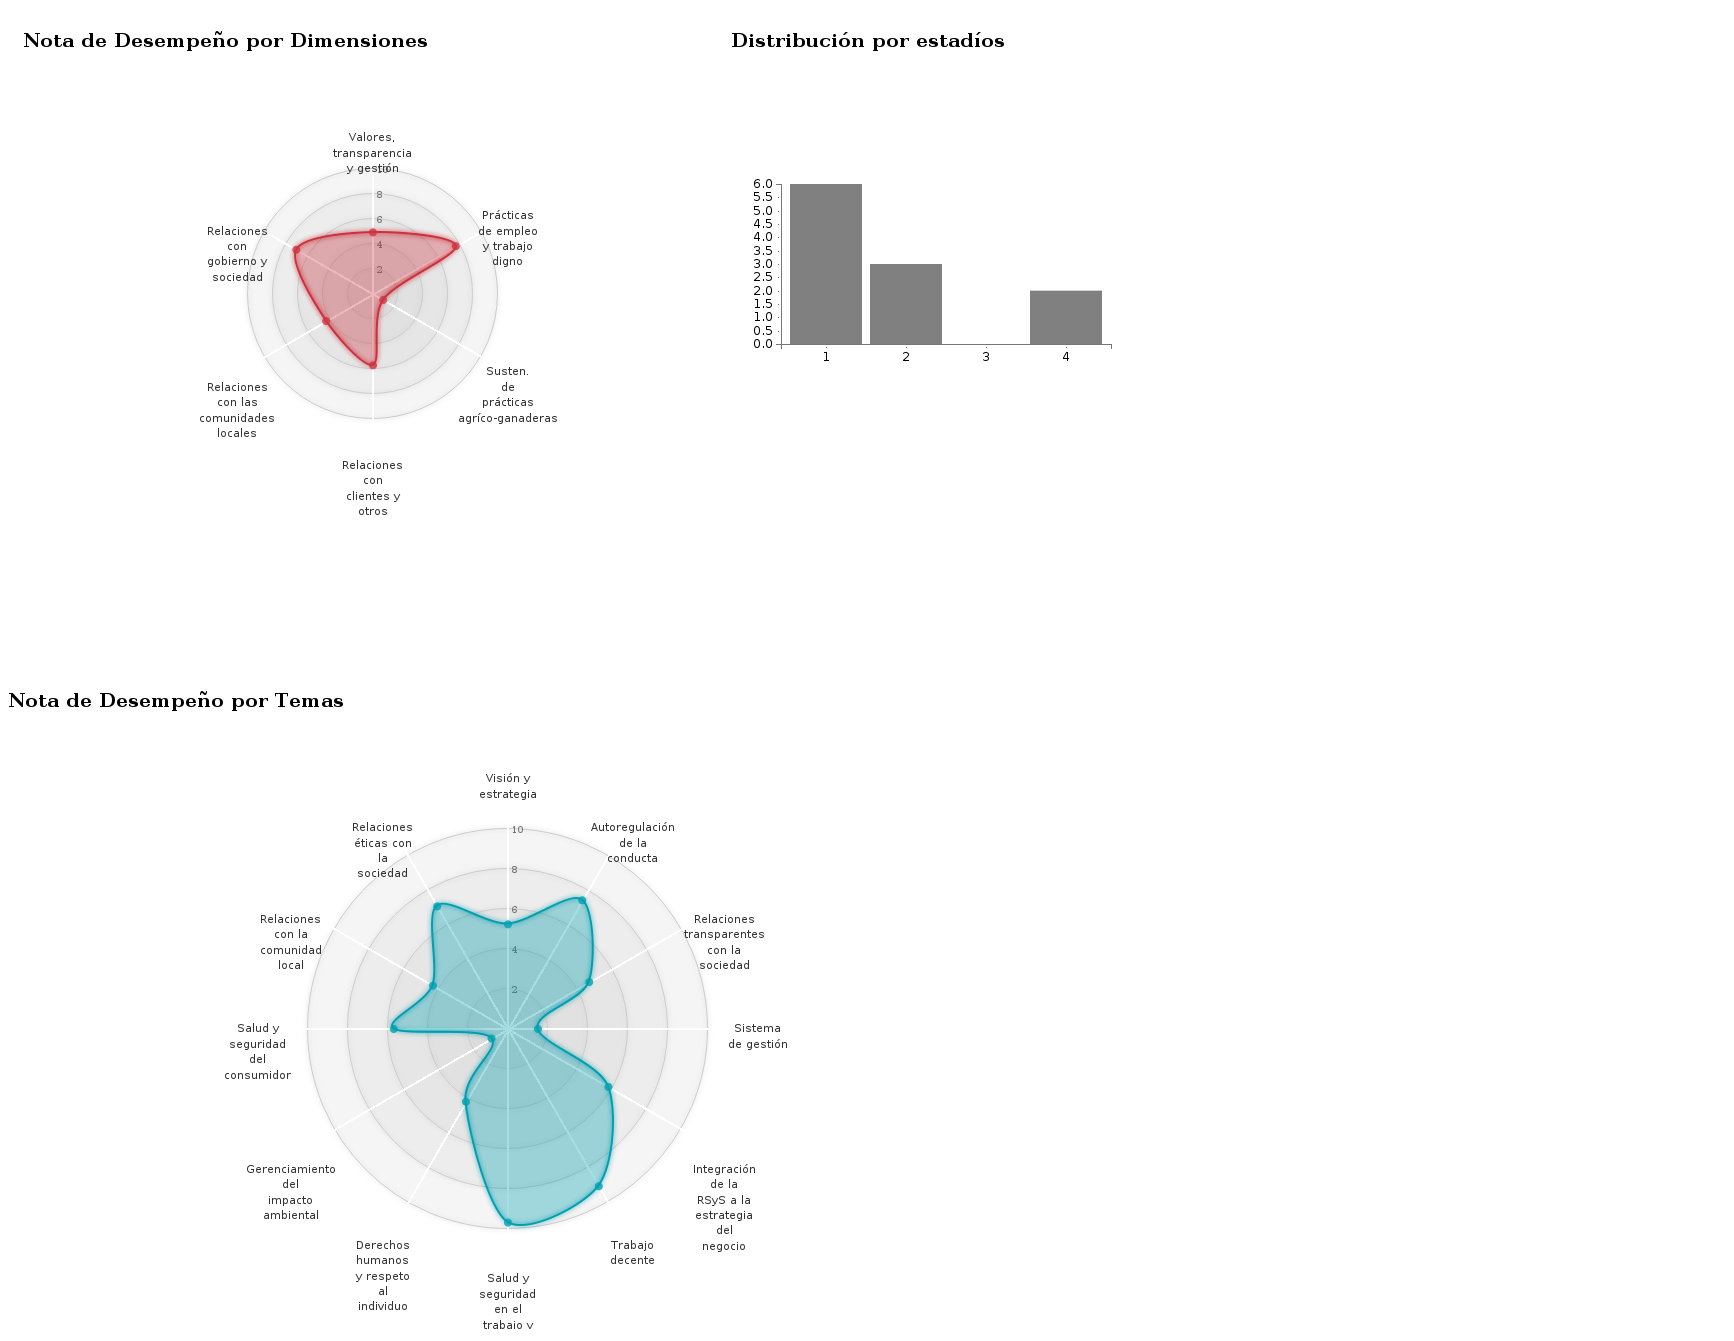 Nota de Desempeño por Dimensiones
Valores,
transparencia
y gestión
10
8
6
4
2
Prácticas
de empleo
y trabajo
digno
Susten.
de
prácticas
agríco-ganaderas
Relaciones
con
clientes y
otros
Relaciones
con las
comunidades
locales
Relaciones
con
gobierno y
sociedad
Distribución por estadíos
6.0
5.5
5.0
4.5
4.0
3.5
3.0
2.5
2.0
1.5
1.0
0.5
0.0
1 2 3 4
Nota de Desempeño por Temas
Visión y
estrategia
10
8
6
4
2
Autoregulación
de la
conducta
Relaciones
transparentes
con la
sociedad
Sistema
de gestión
Integración
de la
RSyS a la
estrategia
del
negocio
Trabajo
decente
Salud y
seguridad
en el
trabajo y
Derechos
humanos
y respeto
al
individuo
Gerenciamiento
del
impacto
ambiental
Salud y
seguridad
del
consumidor
Relaciones
con la
comunidad
local
Relaciones
éticas con
la
sociedad